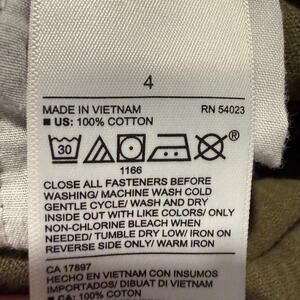 4
MADE IN VIETNAM RN 54023
■ US: 100% COTTON
30 ®
1166
CLOSE ALL FASTENERS BEFORE
WASHING/ MACHINE WASH COLD
GENTLE CYCLE/ WASH AND DRY
INSIDE OUT WITH LIKE COLORS/ ONLY
NON-CHLORINE BLEACH WHEN
NEEDED/ TUMBLE DRY LOW/ IRON ON
REVERSE SIDE ONLY/ WARM IRON
CA 17897
HECHO EN VIETNAM CON INSUMOS
IMPORTADOS/ DIBUAT DI VIETNAM
CA: 100% COTTON